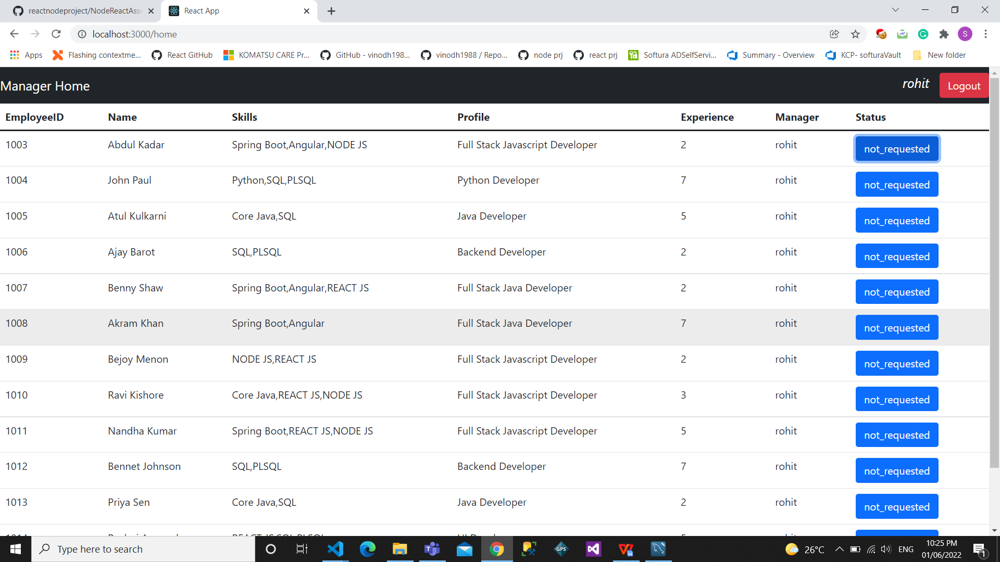 reactnodeproject/NodeReactAsse
React App
localhost:3000/home
S
Apps
Flashing contextme...
React GitHub
KOMATSU CARE Pr...
GitHub - vinodh198...
vinodh1988 / Repo...
node prj
react prj
Softura ADSelfServi...
Summary - Overview
KCP- softuraVault
New folder
Manager Home
rohit
Logout
EmployeeID Name Skills Profile Experience Manager Status
1003 Abdul Kadar Spring Boot,Angular,NODE JS Full Stack Javascript Developer 2 rohit not_requested
1004 John Paul Python,SQL,PLSQL Python Developer 7 rohit not_requested
1005 Atul Kulkarni Core Java,SQL Java Developer 5 rohit not_requested
1006 Ajay Barot SQL,PLSQL Backend Developer 2 rohit not_requested
1007 Benny Shaw Spring Boot,Angular,REACT JS Full Stack Java Developer 2 rohit not_requested
1008 Akram Khan Spring Boot,Angular Full Stack Java Developer 7 rohit not_requested
1009 Bejoy Menon NODE JS,REACT JS Full Stack Javascript Developer 2 rohit not_requested
1010 Ravi Kishore Core Java,REACT JS,NODE JS Full Stack Javascript Developer 3 rohit not_requested
1011 Nandha Kumar Spring Boot,REACT JS,NODE JS Full Stack Javascript Developer 5 rohit not_requested
1012 Bennet Johnson SQL,PLSQL Backend Developer 7 rohit not_requested
1013 Priya Sen Core Java,SQL Java Developer 2 rohit not_requested
Type here to search
GPS
26°C
ENG
10:25 PM
01/06/2022
1